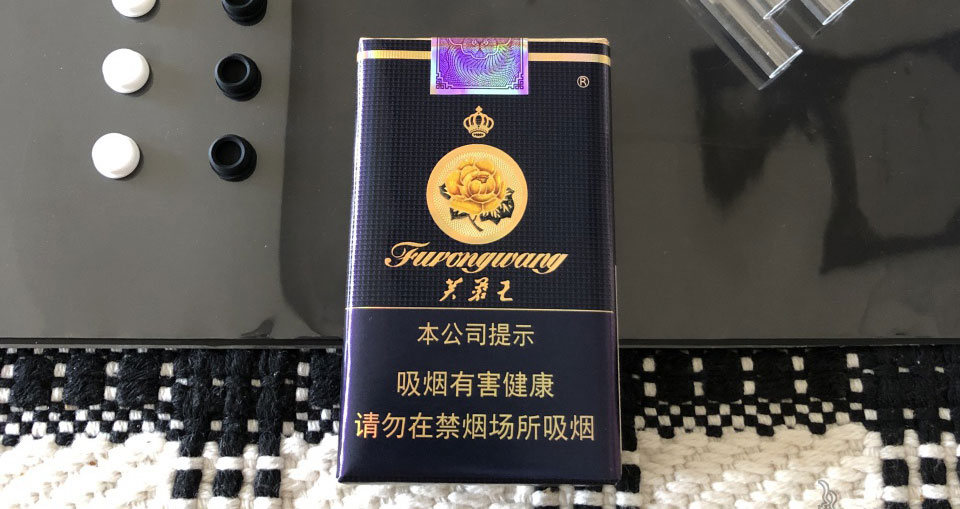 ®
Furongwang
芙蓉王
本公司提示
吸烟有害健康
请勿在禁烟场所吸烟